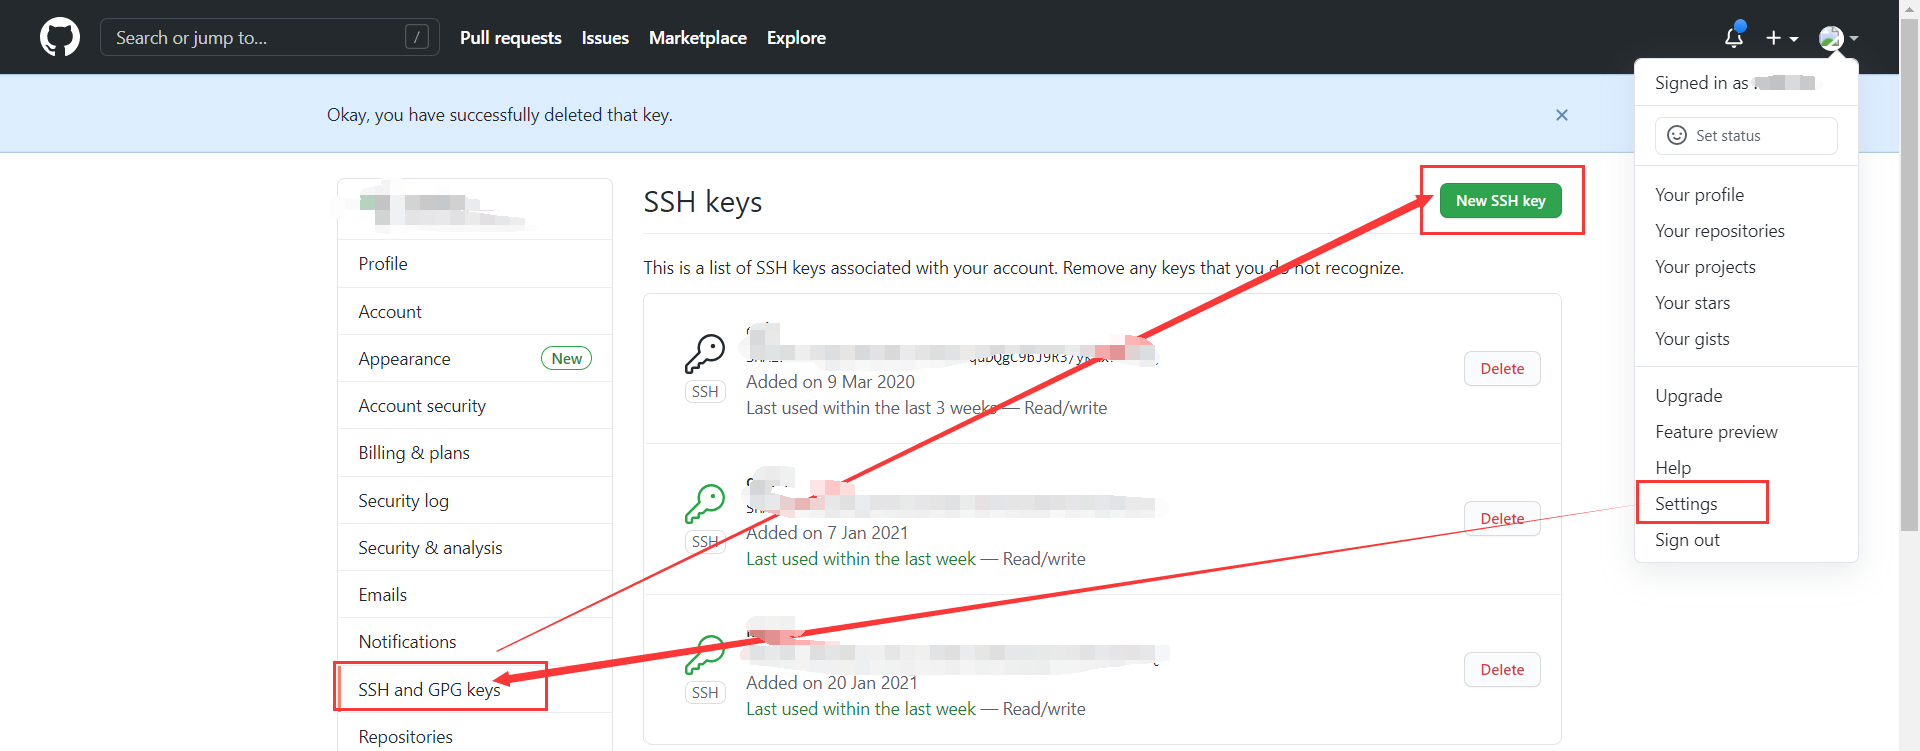 Search or jump to... /
Pull requests Issues Marketplace Explore
Okay, you have successfully deleted that key.
Signed in as
Set status
Your profile
Your repositories
Your projects
Your stars
Your gists
Upgrade
Feature preview
Help
Settings
Sign out
Profile
Account
Appearance New
Account security
Billing & plans
Security log
Security & analysis
Emails
Notifications
SSH and GPG keys
Repositories
SSH keys
New SSH key
This is a list of SSH keys associated with your account. Remove any keys that you do not recognize.
SSH
Added on 9 Mar 2020
Last used within the last 3 weeks — Read/write
Delete
SSH
Added on 7 Jan 2021
Last used within the last week — Read/write
Delete
SSH
Added on 20 Jan 2021
Last used within the last week — Read/write
Delete